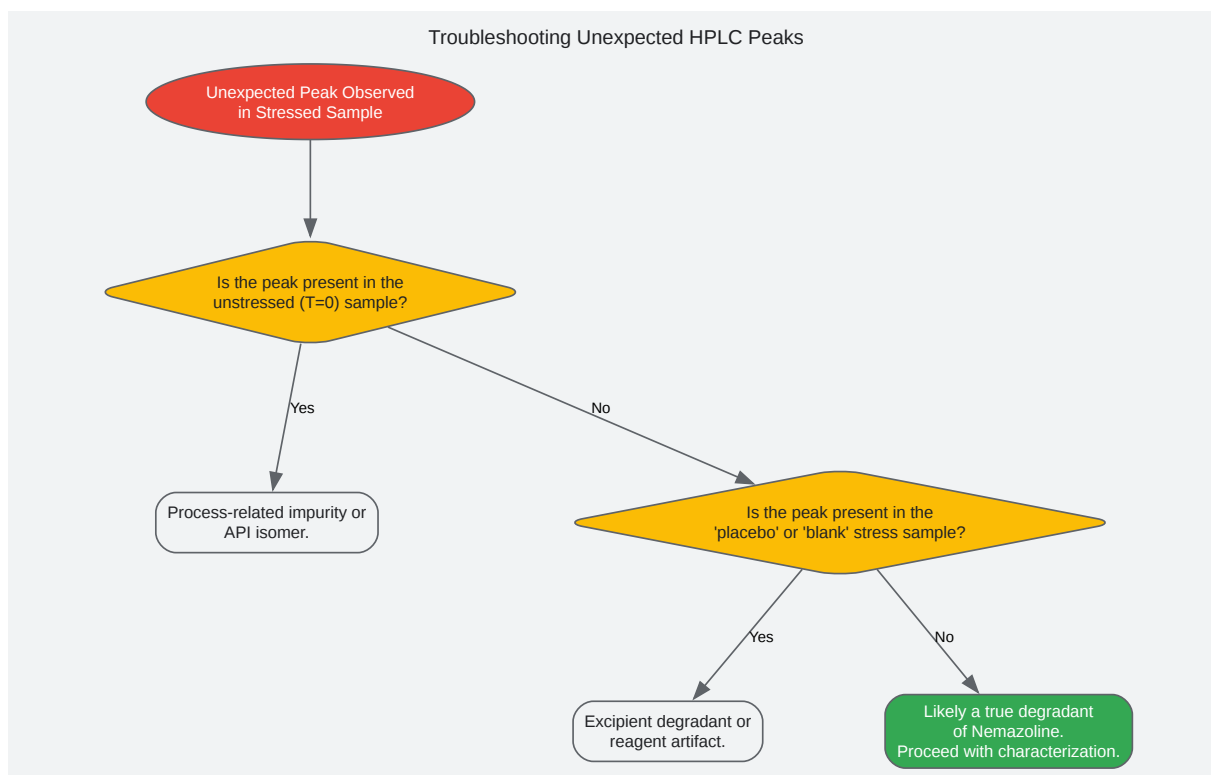 Troubleshooting Unexpected HPLC Peaks
Unexpected Peak Observed
in Stressed Sample
Is the peak present in the
unstressed (T=0) sample?
Yes
No
Process-related impurity or
API isomer.
Is the peak present in the
'placebo' or 'blank' stress sample?
Yes
No
Excipient degradant or
reagent artifact.
Likely a true degradant
of Nemazoline.
Proceed with characterization.